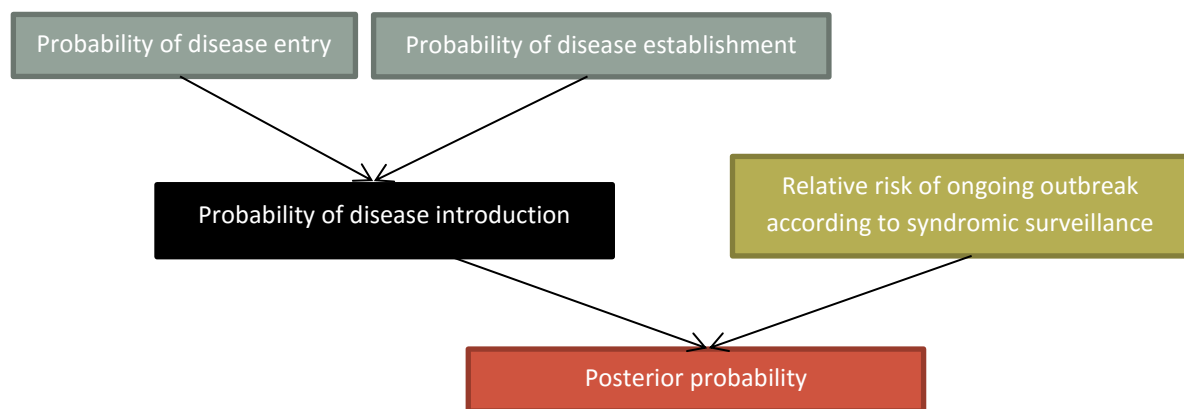 Probability of disease entry
Probability of disease establishment
Probability of disease introduction
Relative risk of ongoing outbreak
according to syndromic surveillance
Posterior probability